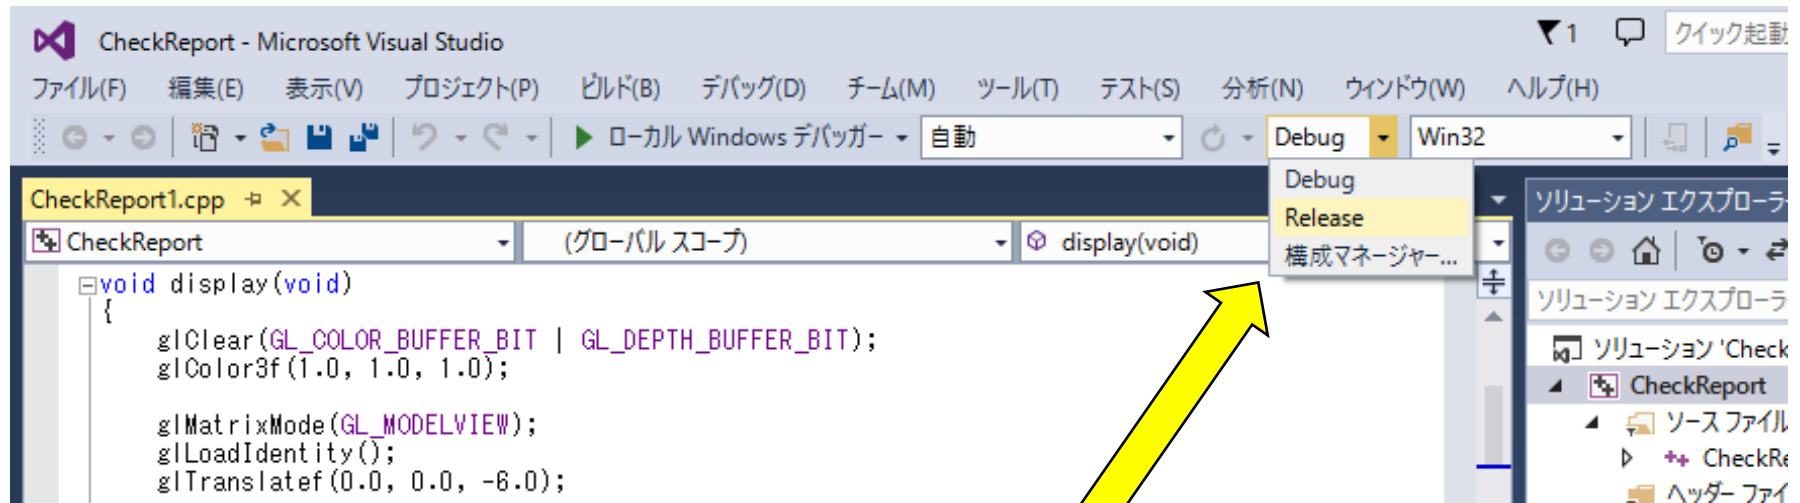 CheckReport - Microsoft Visual Studio
1
クイック起動
ファイル(F) 編集(E) 表示(V) プロジェクト(P) ビルド(B) デバッグ(D) チーム(M) ツール(T) テスト(S) 分析(N) ウィンドウ(W) ヘルプ(H)
ローカル Windows デバッガー 自動 Debug Win32
Debug
Release
構成マネージャー...
CheckReport1.cpp
CheckReport (グローバル スコープ) display(void)
void display(void)
{
glClear(GL_COLOR_BUFFER_BIT | GL_DEPTH_BUFFER_BIT);
glColor3f(1.0, 1.0, 1.0);
glMatrixMode(GL_MODELVIEW);
glLoadIdentity();
glTranslatef(0.0, 0.0, -6.0);
ソリューション エクスプローラー
ソリューション エクスプローラ
ソリューション 'Check
CheckReport
ソース ファイル
CheckRe
ヘッダー ファイ